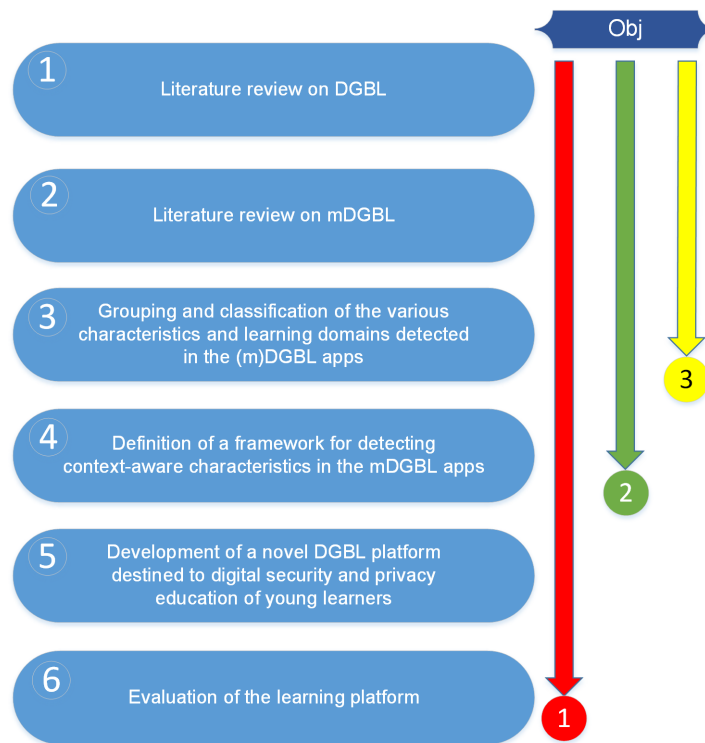 Obj
1
Literature review on DGBL
2
Literature review on mDGBL
3
Grouping and classification of the various
characteristics and learning domains detected
in the (m)DGBL apps
3
4
Definition of a framework for detecting
context-aware characteristics in the mDGBL apps
2
5
Development of a novel DGBL platform
destined to digital security and privacy
education of young learners
6
Evaluation of the learning platform
1